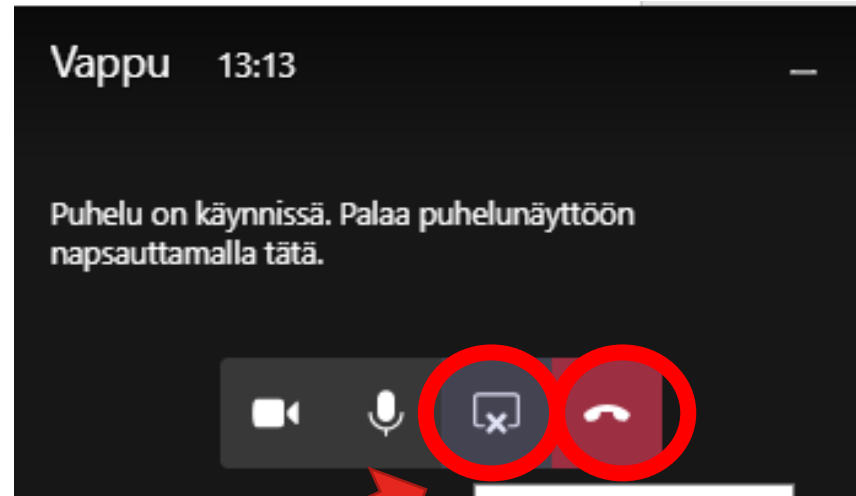 Vappu 13:13
Puhelu on käynnissä. Palaa puhelunäyttöön
napsauttamalla tätä.